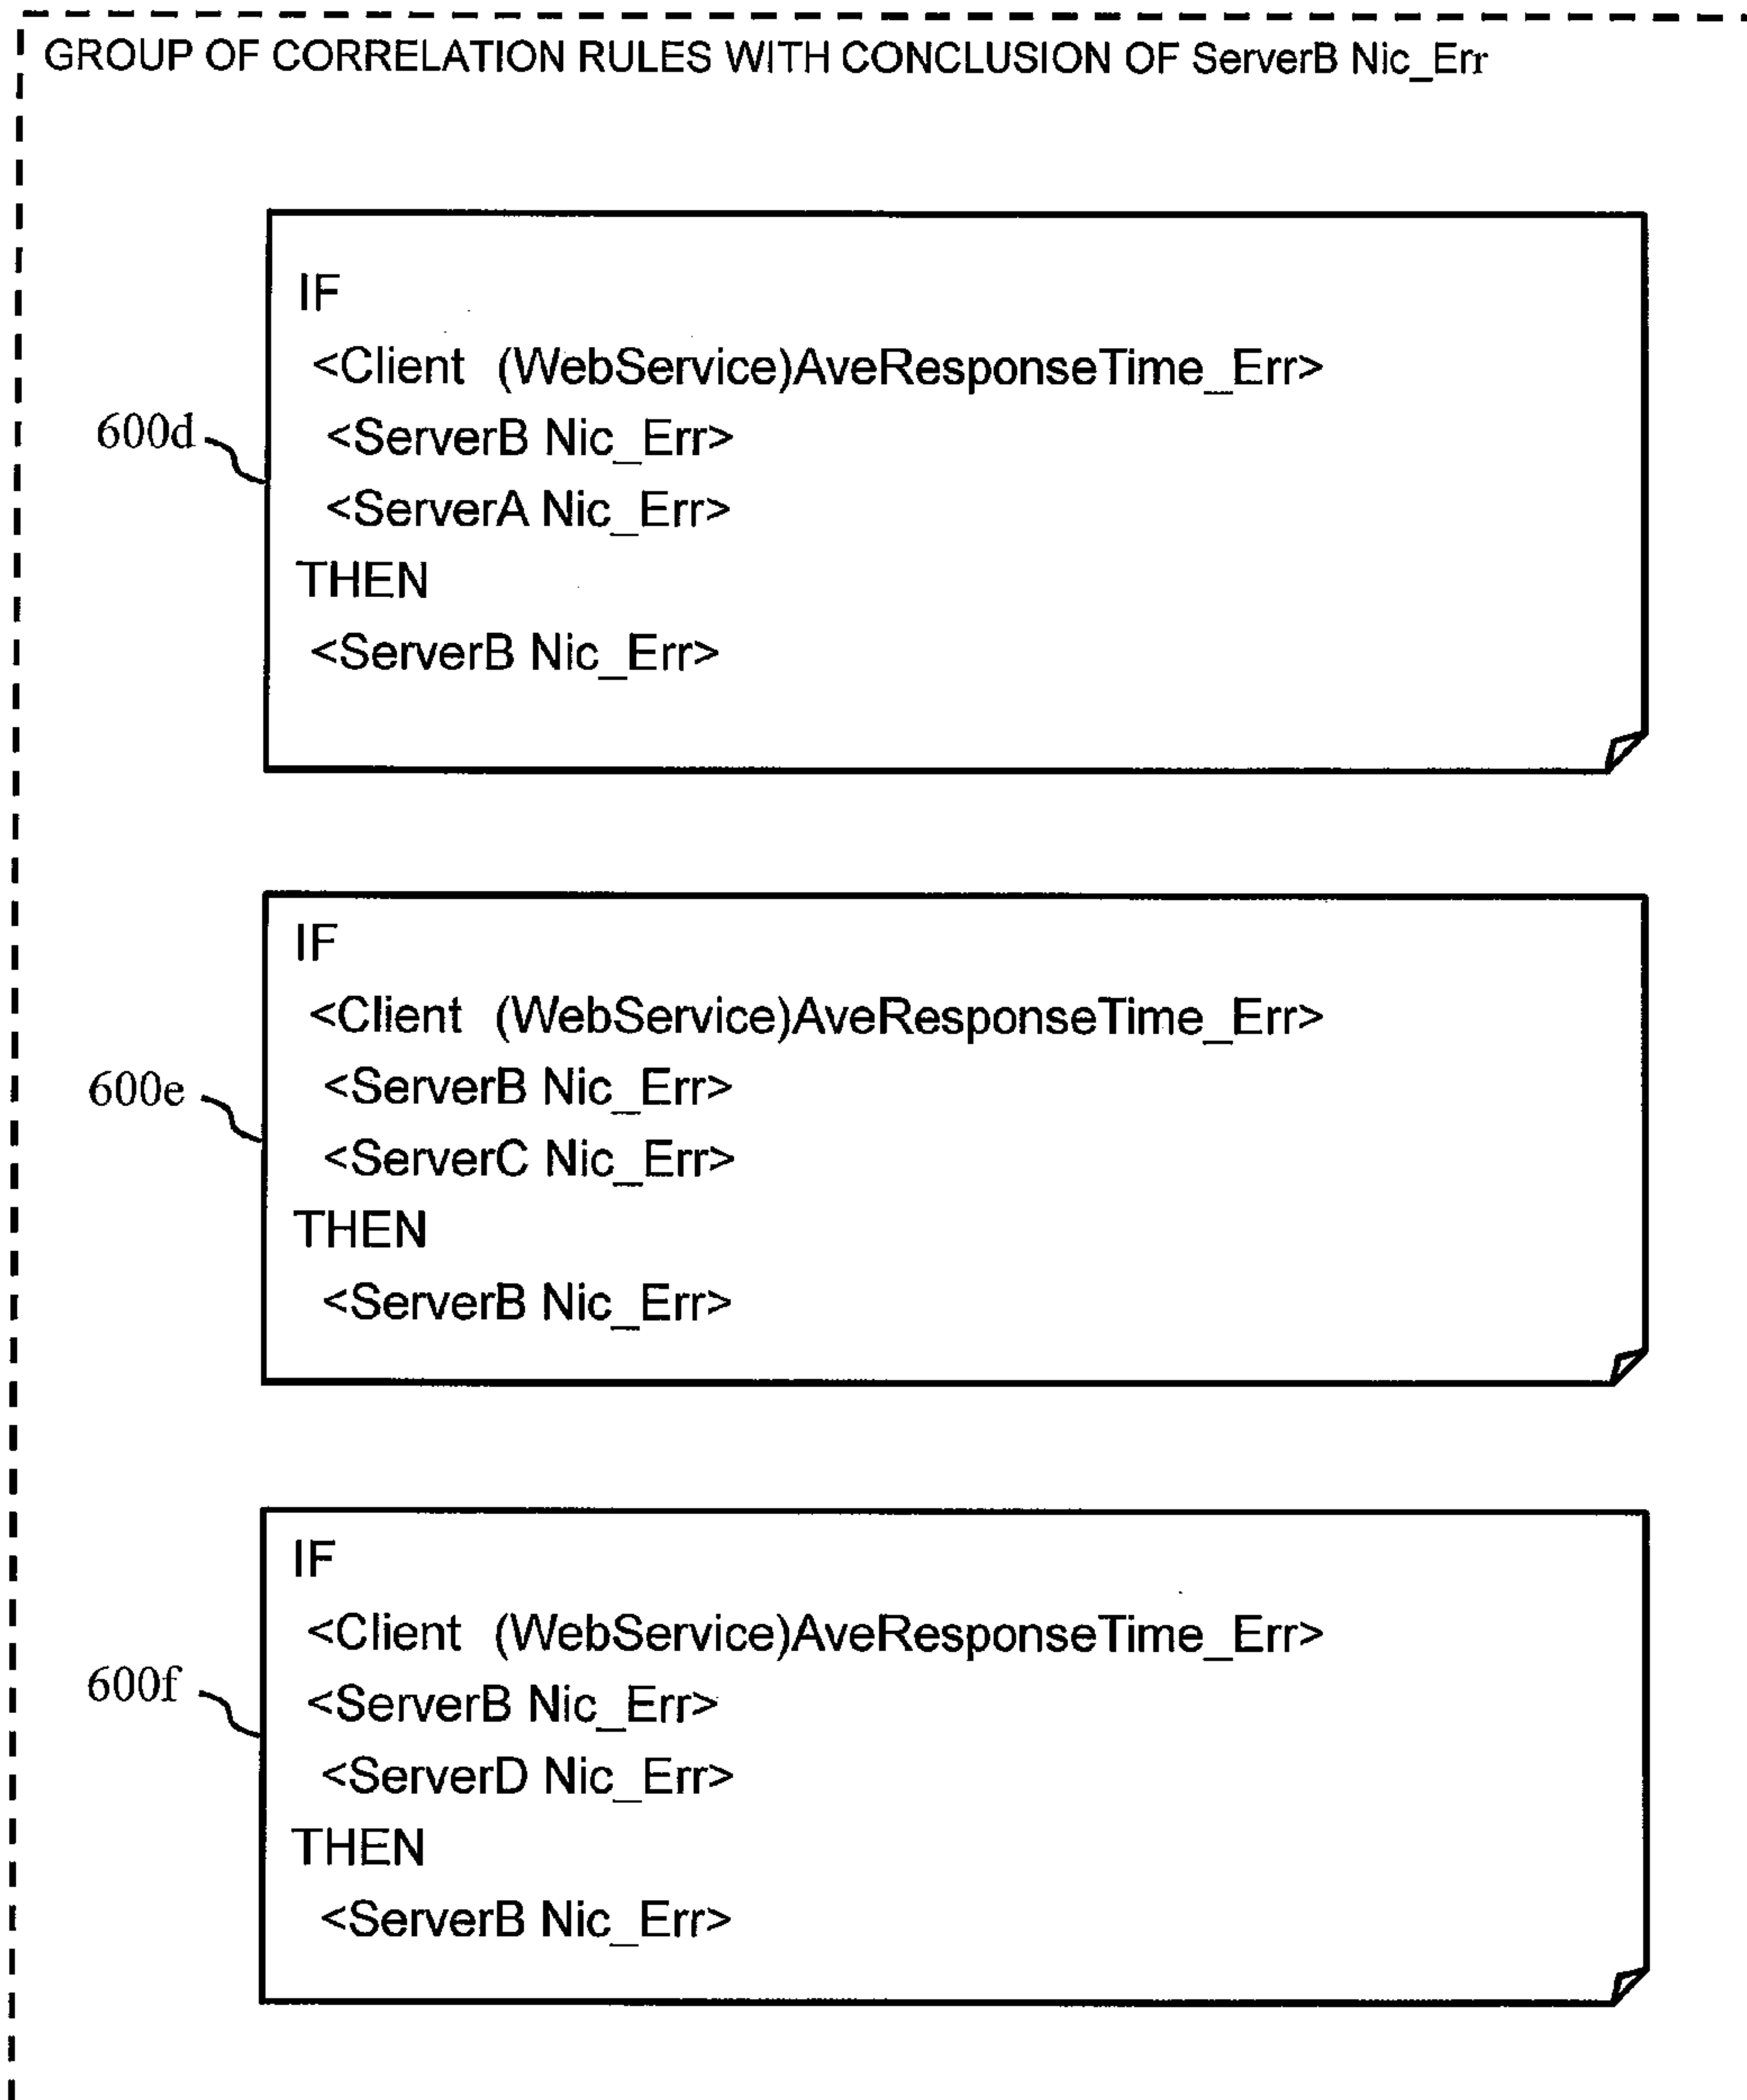 GROUP OF CORRELATION RULES WITH CONCLUSION OF ServerB Nic_Err
IF
<Client (WebService)AveResponseTime_Err>
600d
<ServerB Nic_Err>
<ServerA Nic_Err>
THEN
<ServerB Nic_Err>
IF
<Client (WebService)AveResponseTime_Err>
600e
<ServerB Nic_Err>
<ServerC Nic_Err>
THEN
<ServerB Nic_Err>
IF
<Client (WebService)AveResponseTime_Err>
600f
<ServerB Nic_Err>
<ServerD Nic_Err>
THEN
<ServerB Nic_Err>